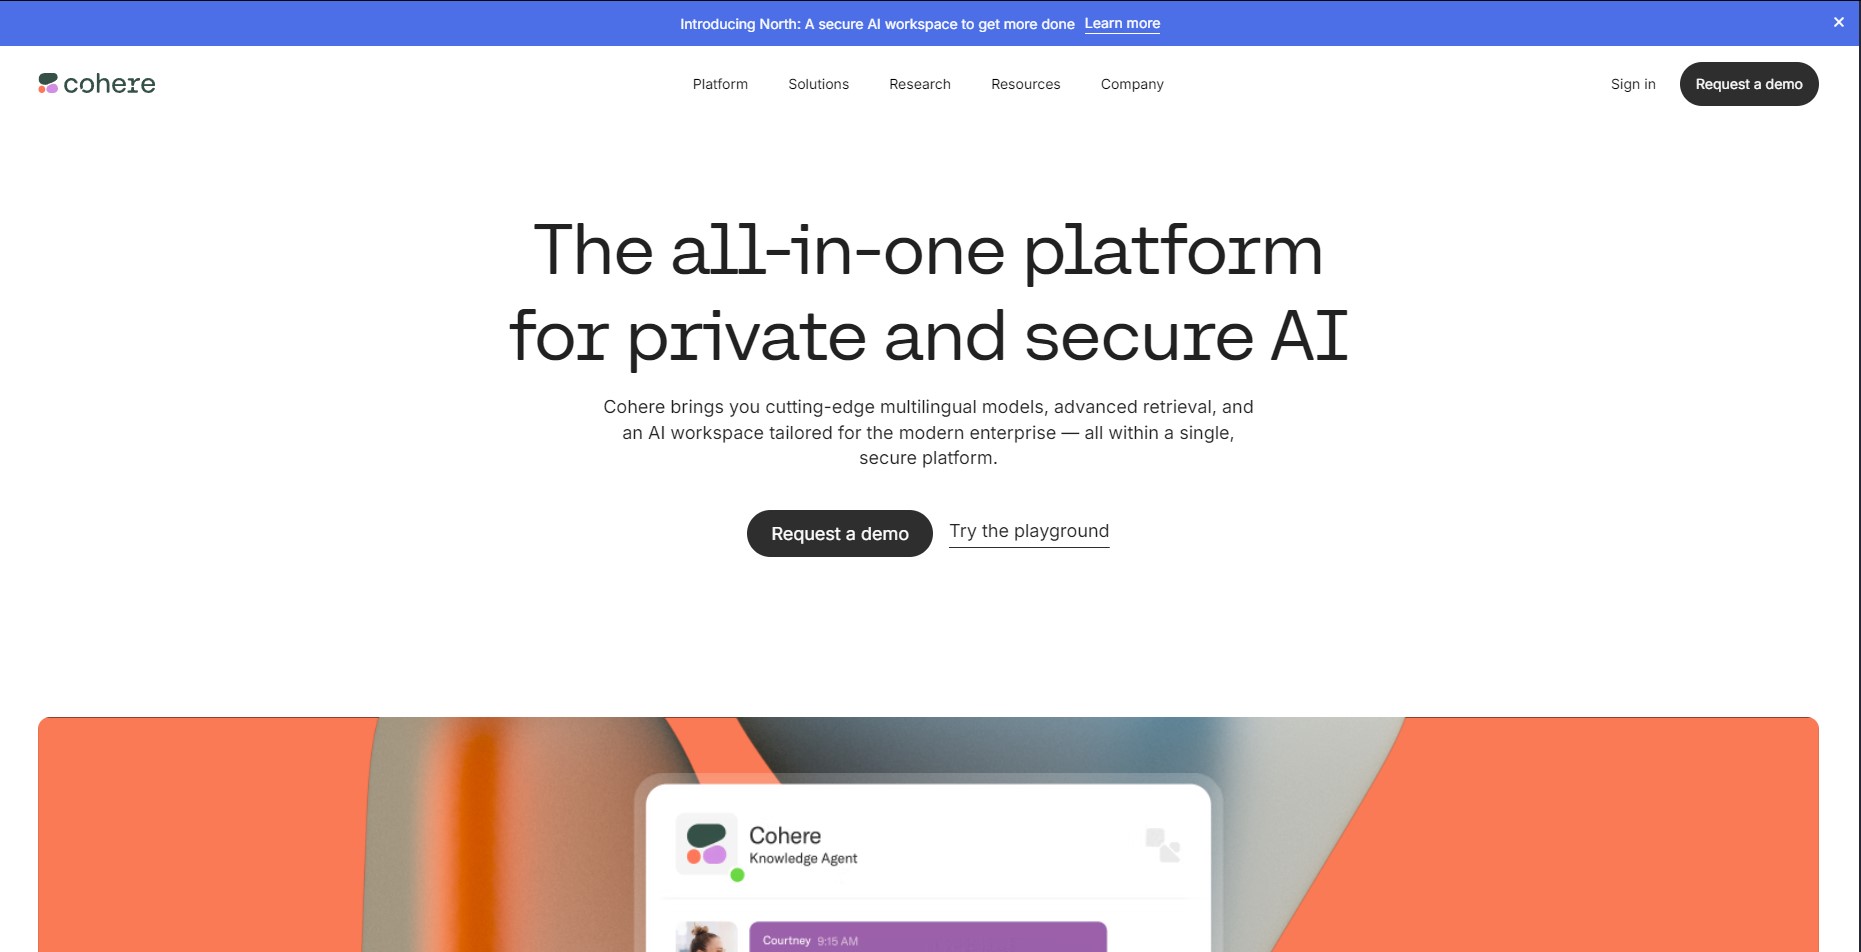 Introducing North: A secure AI workspace to get more done Learn more
cohere
Platform Solutions Research Resources Company
Sign in Request a demo
The all-in-one platform
for private and secure AI
Cohere brings you cutting-edge multilingual models, advanced retrieval, and
an AI workspace tailored for the modern enterprise — all within a single,
secure platform.
Request a demo Try the playground
Cohere
Knowledge Agent
Courtney 9:15 AM